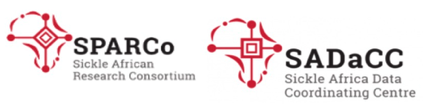 SPARCo
Sickle African
Research Consortium
SADaCC
Sickle Africa Data
Coordinating Centre